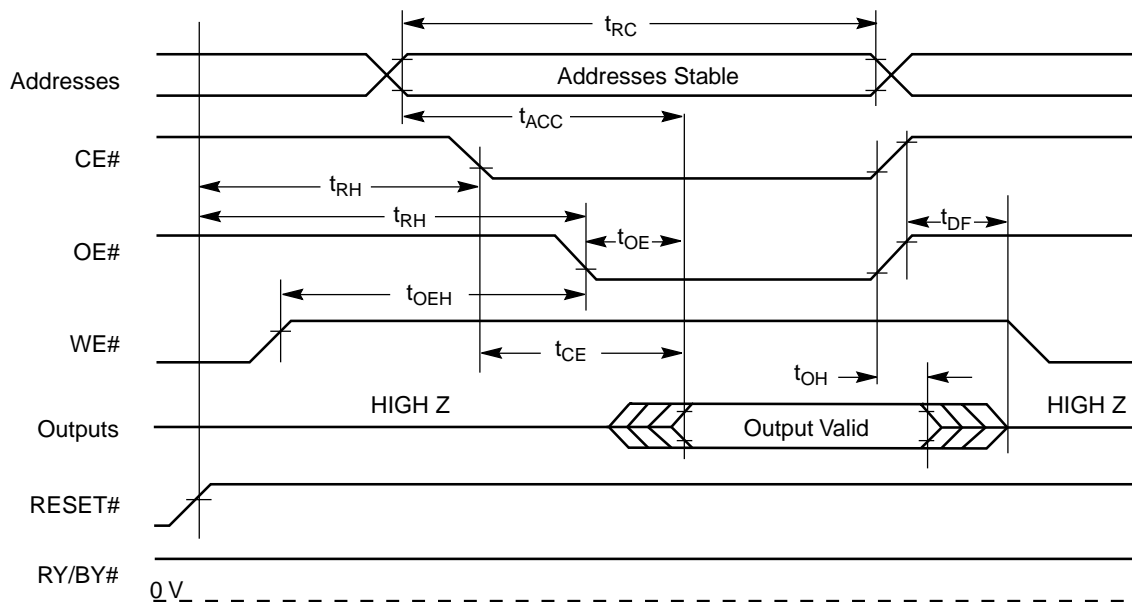 tRC
Addresses
Addresses Stable
tACC
CE#
tRH
tRH
tOE
tDF
OE#
tOEH
WE#
tCE
tOH
HIGH Z
HIGH Z
Outputs
Output Valid
RESET#
RY/BY#
0 V